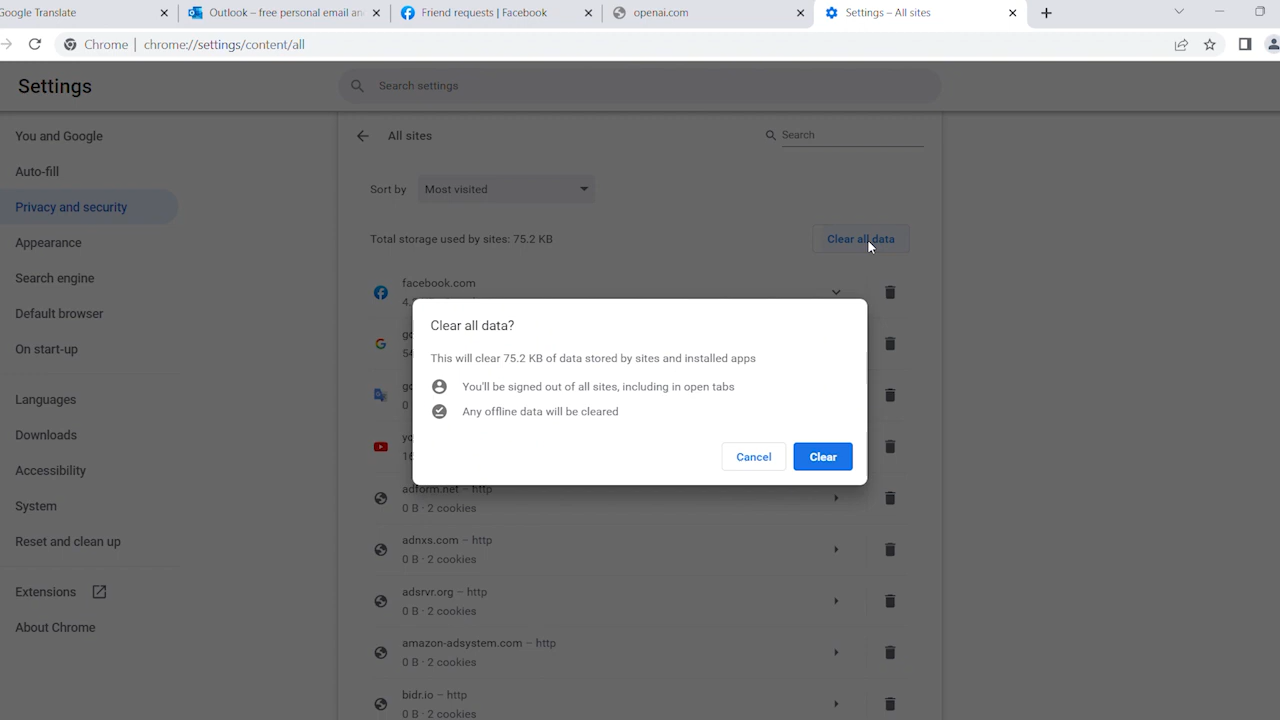 Google Translate
Outlook – free personal email an
Friend requests | Facebook
openai.com
Settings – All sites
Chrome | chrome://settings/content/all
Settings
Search settings
You and Google
Auto-fill
Privacy and security
Appearance
Search engine
Default browser
On start-up
Languages
Downloads
Accessibility
System
Reset and clean up
Extensions
About Chrome
All sites
Search
Sort by
Most visited
Total storage used by sites: 75.2 KB
Clear all data
facebook.com
Clear all data?
This will clear 75.2 KB of data stored by sites and installed apps
You'll be signed out of all sites, including in open tabs
Any offline data will be cleared
Cancel
Clear
adform.net – http
0 B · 2 cookies
adnxs.com – http
0 B · 2 cookies
adsrvr.org – http
0 B · 2 cookies
amazon-adsystem.com – http
0 B · 2 cookies
bidr.io – http
0 B · 2 cookies